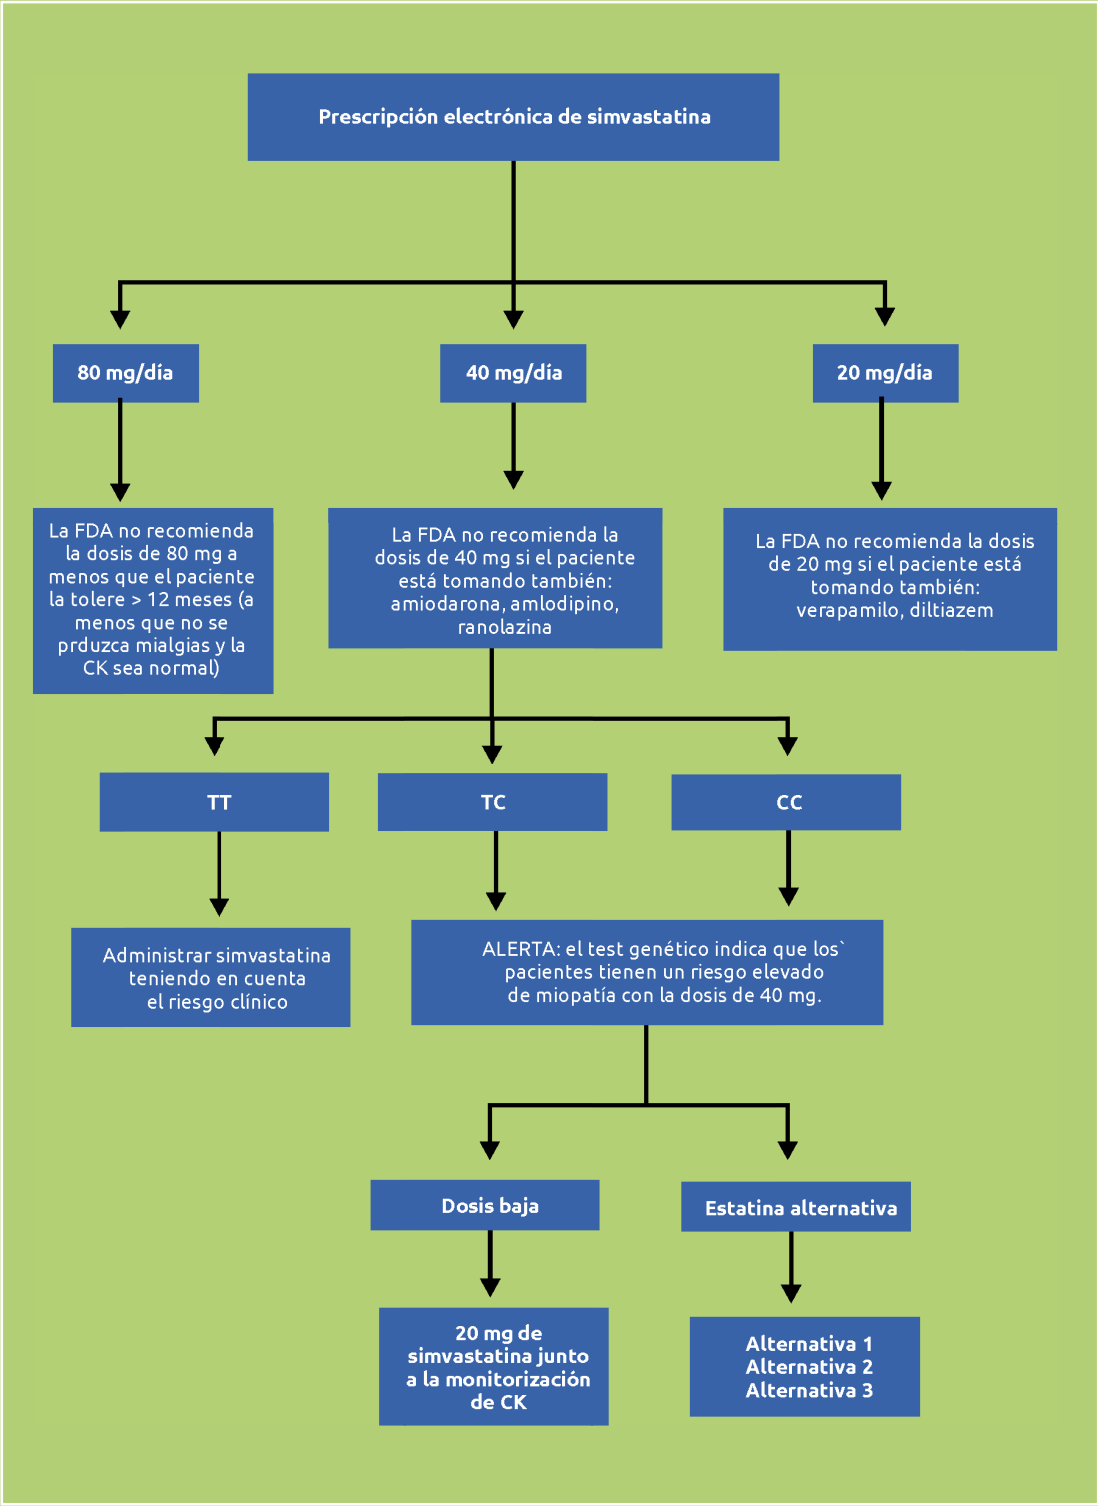 Prescripción electrónica de simvastatina
80 mg/día
40 mg/día
20 mg/día
La FDA no recomienda
la dosis de 80 mg a
menos que el paciente
la tolere > 12 meses (a
menos que no se
prduzca mialgias y la
CK sea normal)
La FDA no recomienda la
dosis de 40 mg si el paciente
está tomando también:
amiodarona, amlodipino,
ranolazina
La FDA no recomienda la dosis
de 20 mg si el paciente está
tomando también:
verapamilo, diltiazem
TT
TC
CC
Administrar simvastatina
teniendo en cuenta
el riesgo clínico
ALERTA: el test genético indica que los`
pacientes tienen un riesgo elevado
de miopatía con la dosis de 40 mg.
Dosis baja
Estatina alternativa
20 mg de
simvastatina junto
a la monitorización
de CK
Alternativa 1
Alternativa 2
Alternativa 3